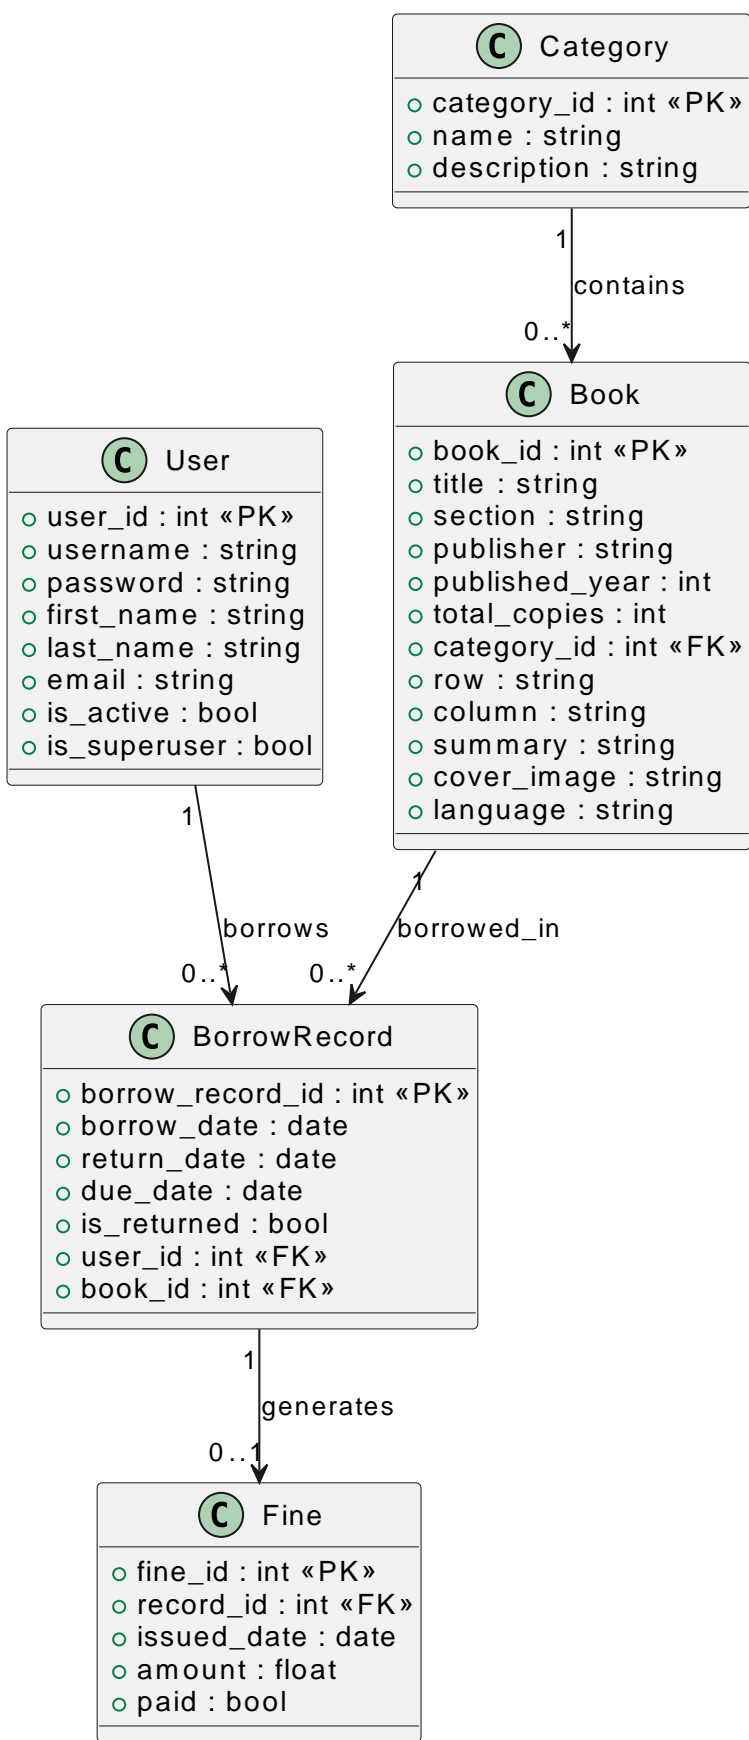 C Category
category_id : int «PK»
name : string
description : string
1
contains
0..*
C Book
book_id : int «PK»
title : string
section : string
publisher : string
published_year : int
total_copies : int
category_id : int «FK»
row : string
column : string
summary : string
cover_image : string
language : string
C User
user_id : int «PK»
username : string
password : string
first_name : string
last_name : string
email : string
is_active : bool
is_superuser : bool
1
borrows
0..*
1
borrowed_in
0..*
C BorrowRecord
borrow_record_id : int «PK»
borrow_date : date
return_date : date
due_date : date
is_returned : bool
user_id : int «FK»
book_id : int «FK»
1
generates
0..1
C Fine
fine_id : int «PK»
record_id : int «FK»
issued_date : date
amount : float
paid : bool